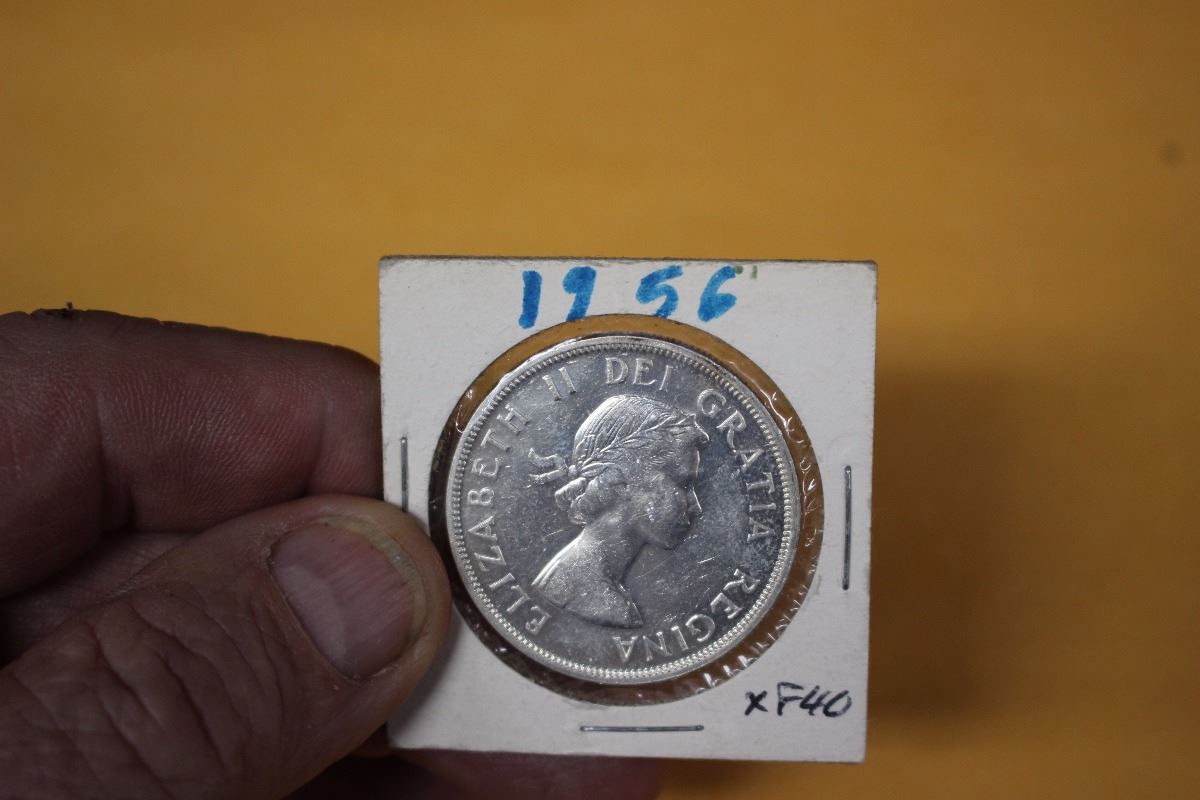 1956
ELIZABETH II DEI GRATIA REGINA
XF40